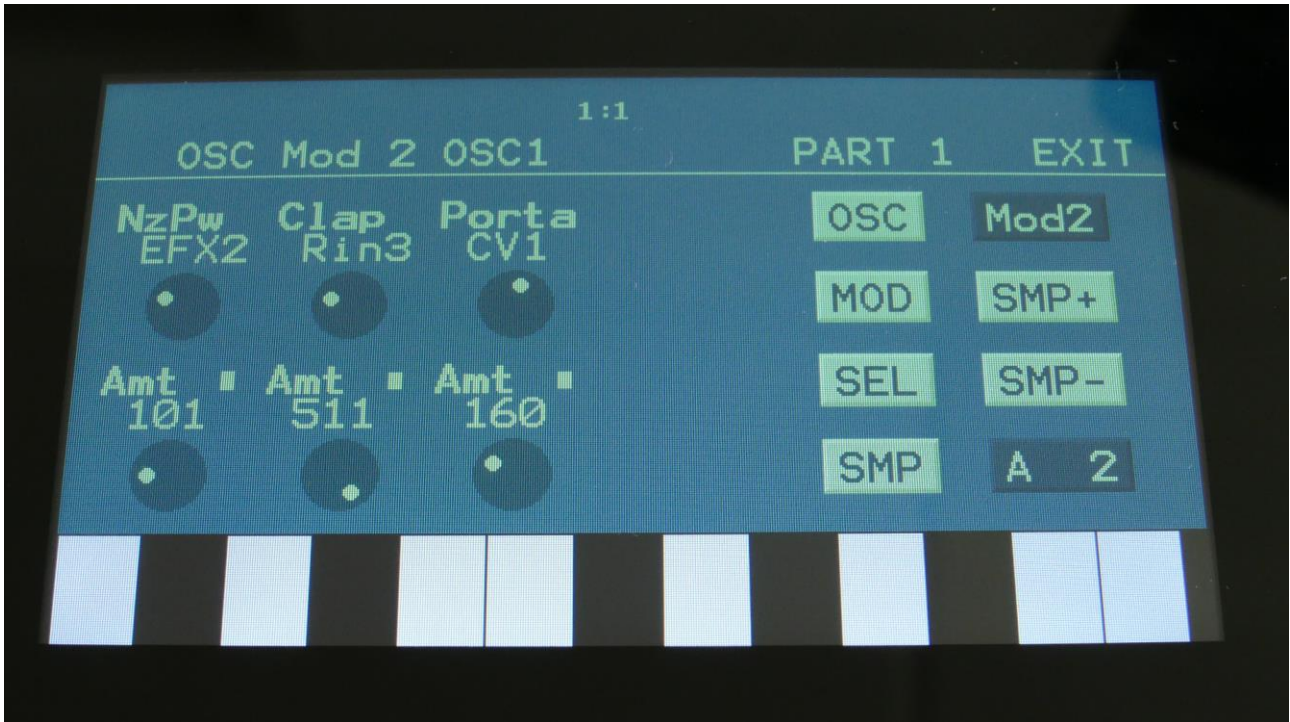 1:1
OSC Mod 2 OSC1 PART 1 EXIT
NzPw Clap Porta OSC Mod2
EFX2 Rin3 CV1
MOD SMP+
Amt Amt Amt SEL SMP-
101 511 160
SMP A 2